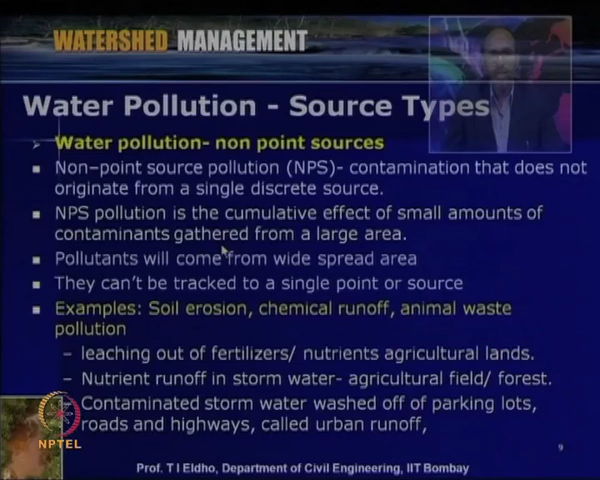 WATERSHED MANAGEMENT
Water Pollution - Source Types
Water pollution- non point sources
Non–point source pollution (NPS)- contamination that does not
originate from a single discrete source.
NPS pollution is the cumulative effect of small amounts of
contaminants gathered from a large area.
Pollutants will come from wide spread area
They can't be tracked to a single point or source
Examples: Soil erosion, chemical runoff, animal waste
pollution
– leaching out of fertilizers/ nutrients agricultural lands.
– Nutrient runoff in storm water- agricultural field/ forest.
Contaminated storm water washed off of parking lots,
roads and highways, called urban runoff,
NPTEL
9
Prof. T I Eldho, Department of Civil Engineering, IIT Bombay